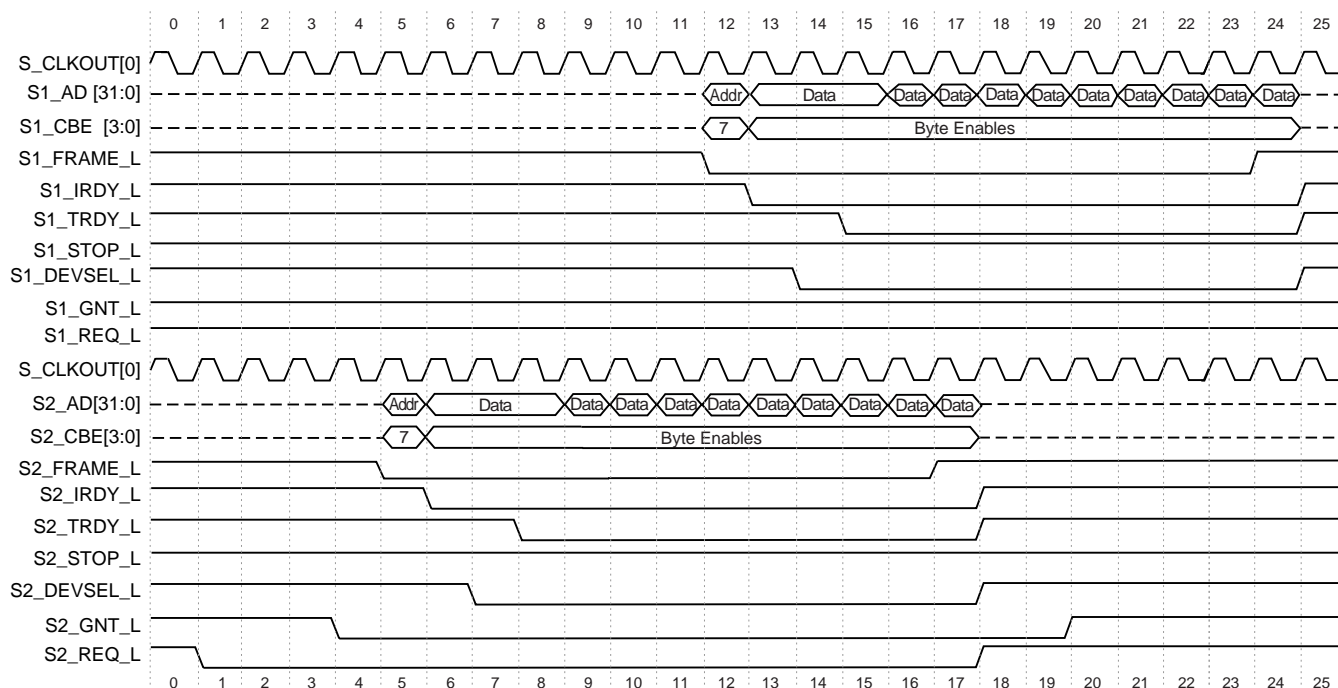 0 1 2 3 4 5 6 7 8 9 10 11 12 13 14 15 16 17 18 19 20 21 22 23 24 25
S_CLKOUT[0]
S1_AD [31:0] Addr Data Data Data Data Data Data Data Data Data Data
S1_CBE [3:0] 7 Byte Enables
S1_FRAME_L
S1_IRDY_L
S1_TRDY_L
S1_STOP_L
S1_DEVSEL_L
S1_GNT_L
S1_REQ_L
S_CLKOUT[0]
S2_AD[31:0] Addr Data Data Data Data Data Data Data Data Data Data
S2_CBE[3:0] 7 Byte Enables
S2_FRAME_L
S2_IRDY_L
S2_TRDY_L
S2_STOP_L
S2_DEVSEL_L
S2_GNT_L
S2_REQ_L
0 1 2 3 4 5 6 7 8 9 10 11 12 13 14 15 16 17 18 19 20 21 22 23 24 25